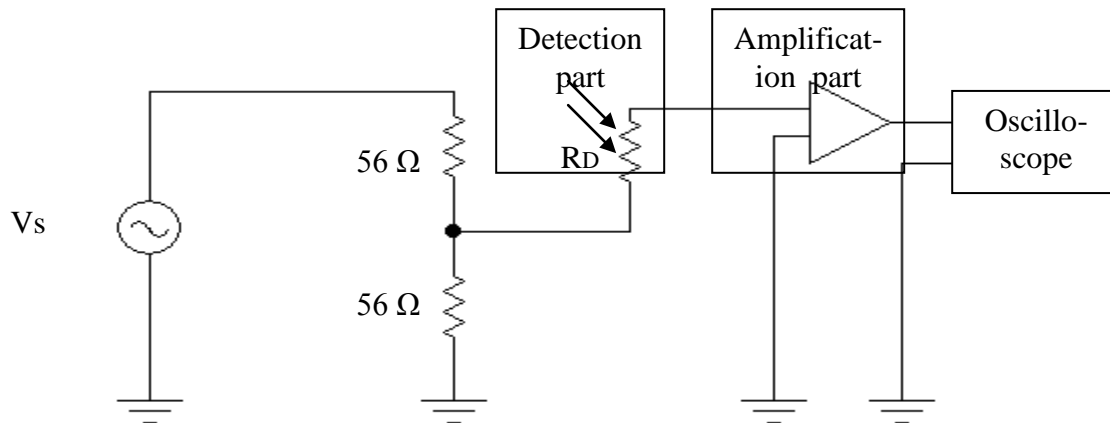 Detection
part
Amplificat-
ion part
Oscillo-
scope
56 Ω
RD
Vs
56 Ω